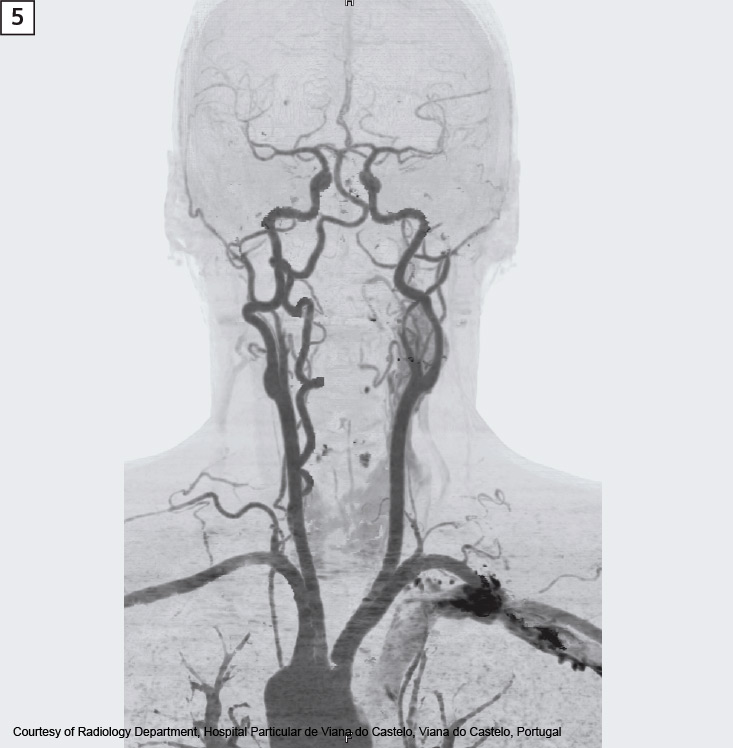 5
H
Courtesy of Radiology Department, Hospital Particular de Viana do Castelo, Viana do Castelo, Portugal